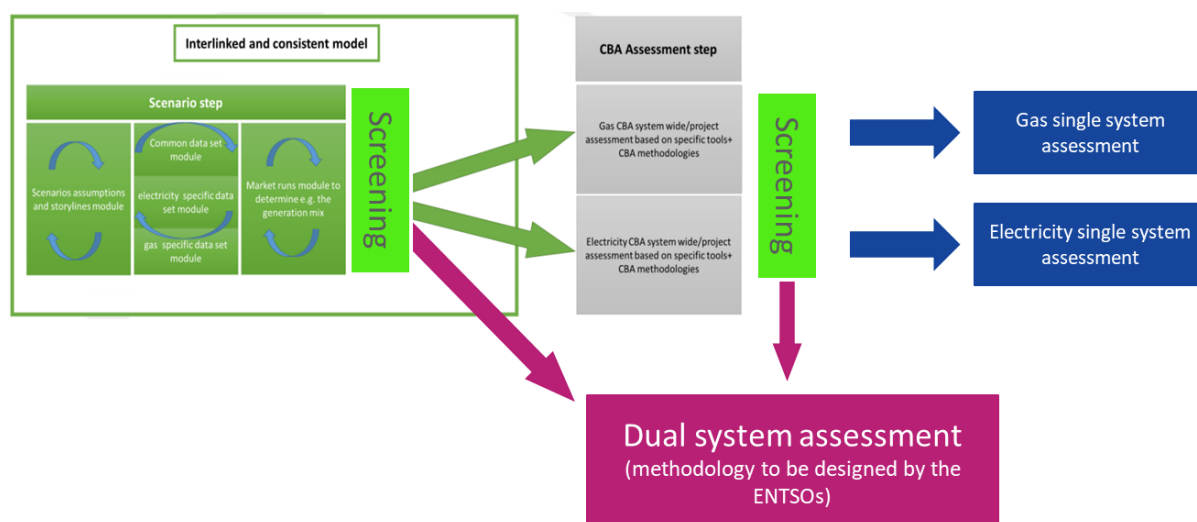 Interlinked and consistent model
Scenario step
Scenarios assumptions
and storylines module
Common data set
module
electricity specific data
set module
gas specific data set
module
Market runs module to
determine e.g. the
generation mix
Screening
CBA Assessment step
Gas CBA system wide/project
assessment based on specific tools+
CBA methodologies
Electricity CBA system wide/project
assessment based on specific tools+
CBA methodologies
Screening
Gas single system
assessment
Electricity single system
assessment
Dual system assessment
(methodology to be designed by the
ENTSOs)